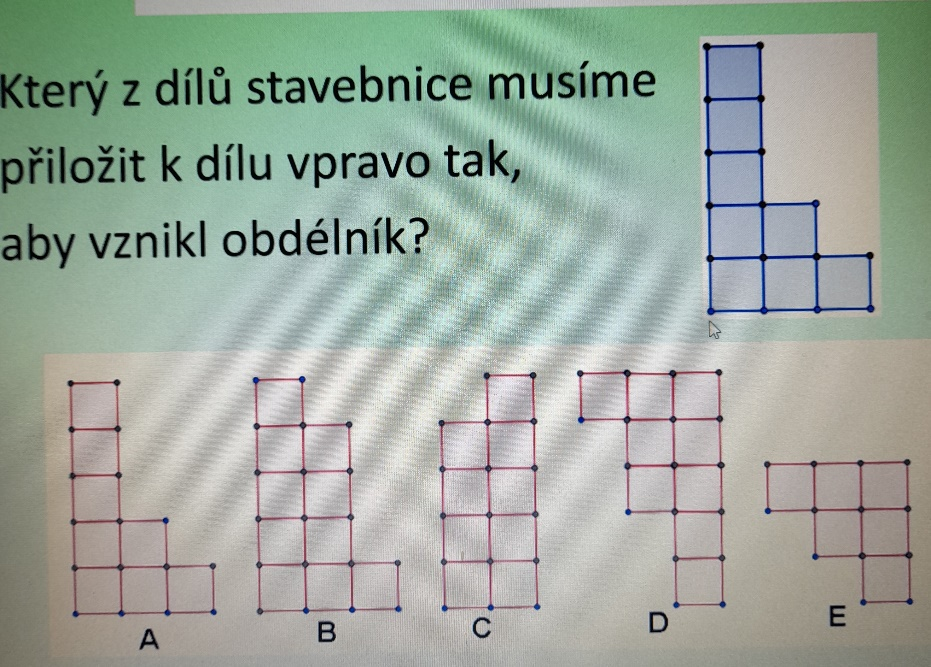 Který z dílů stavebnice musíme
přiložit k dílu vpravo tak,
aby vznikl obdélník?
A B C D E